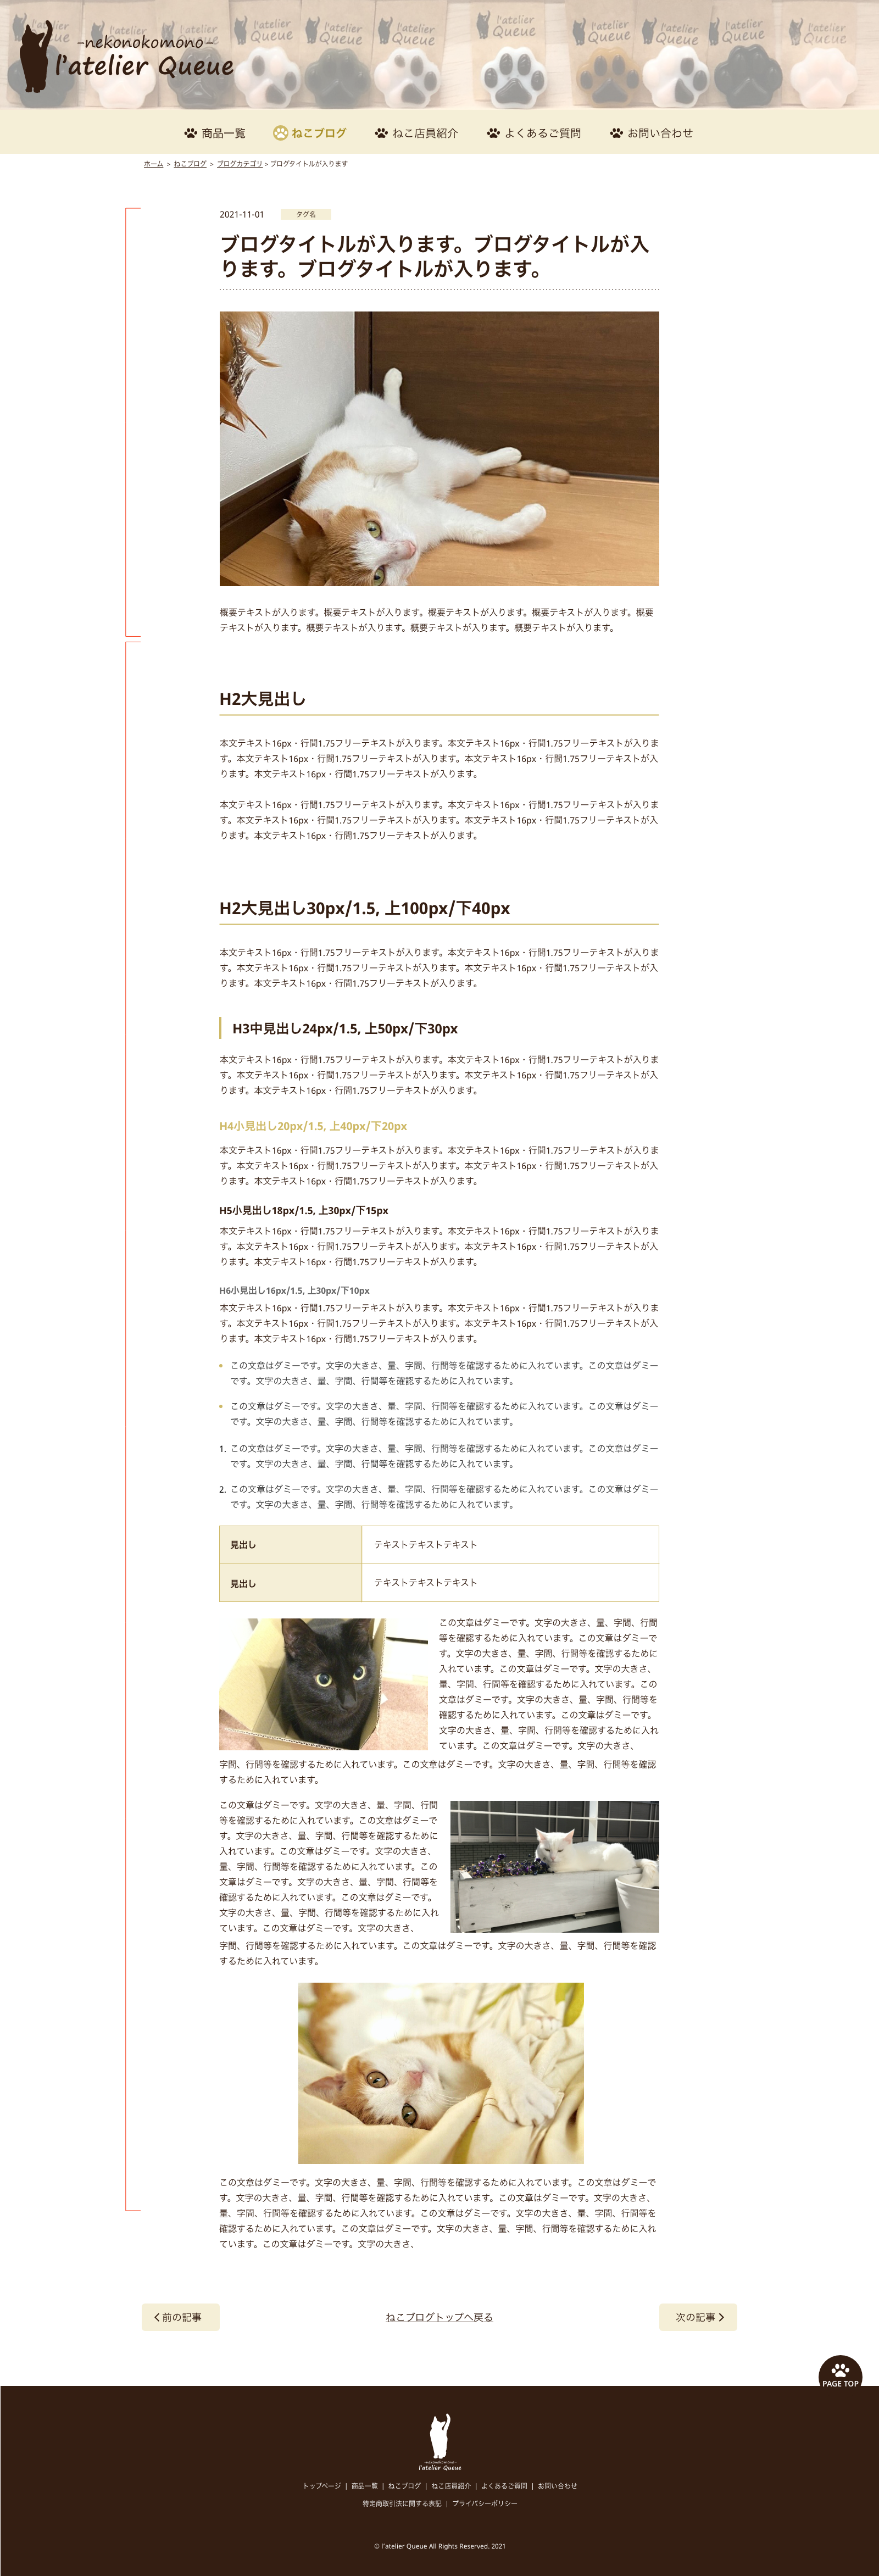 l'atelier Queue
l'atelier Queue
l'atelier Queue
l'atelier Queue
l'atelier Queue
l'atelier Queue
l'atelier Queue
l'atelier Queue
–nekonokomono–
l'atelier Queue
商品一覧 ねこブログ ねこ店員紹介 よくあるご質問 お問い合わせ
ホーム > ねこブログ > ブログカテゴリ > ブログタイトルが入ります
2021-11-01 タグ名
ブログタイトルが入ります。ブログタイトルが入
ります。ブログタイトルが入ります。
概要テキストが入ります。概要テキストが入ります。概要テキストが入ります。概要テキストが入ります。概要
テキストが入ります。概要テキストが入ります。概要テキストが入ります。概要テキストが入ります。
H2大見出し
本文テキスト16px・行間1.75フリーテキストが入ります。本文テキスト16px・行間1.75フリーテキストが入りま
す。本文テキスト16px・行間1.75フリーテキストが入ります。本文テキスト16px・行間1.75フリーテキストが入
ります。本文テキスト16px・行間1.75フリーテキストが入ります。
本文テキスト16px・行間1.75フリーテキストが入ります。本文テキスト16px・行間1.75フリーテキストが入りま
す。本文テキスト16px・行間1.75フリーテキストが入ります。本文テキスト16px・行間1.75フリーテキストが入
ります。本文テキスト16px・行間1.75フリーテキストが入ります。
H2大見出し30px/1.5, 上100px/下40px
本文テキスト16px・行間1.75フリーテキストが入ります。本文テキスト16px・行間1.75フリーテキストが入りま
す。本文テキスト16px・行間1.75フリーテキストが入ります。本文テキスト16px・行間1.75フリーテキストが入
ります。本文テキスト16px・行間1.75フリーテキストが入ります。
H3中見出し24px/1.5, 上50px/下30px
本文テキスト16px・行間1.75フリーテキストが入ります。本文テキスト16px・行間1.75フリーテキストが入りま
す。本文テキスト16px・行間1.75フリーテキストが入ります。本文テキスト16px・行間1.75フリーテキストが入
ります。本文テキスト16px・行間1.75フリーテキストが入ります。
H4小見出し20px/1.5, 上40px/下20px
本文テキスト16px・行間1.75フリーテキストが入ります。本文テキスト16px・行間1.75フリーテキストが入りま
す。本文テキスト16px・行間1.75フリーテキストが入ります。本文テキスト16px・行間1.75フリーテキストが入
ります。本文テキスト16px・行間1.75フリーテキストが入ります。
H5小見出し18px/1.5, 上30px/下15px
本文テキスト16px・行間1.75フリーテキストが入ります。本文テキスト16px・行間1.75フリーテキストが入りま
す。本文テキスト16px・行間1.75フリーテキストが入ります。本文テキスト16px・行間1.75フリーテキストが入
ります。本文テキスト16px・行間1.75フリーテキストが入ります。
H6小見出し16px/1.5, 上30px/下10px
本文テキスト16px・行間1.75フリーテキストが入ります。本文テキスト16px・行間1.75フリーテキストが入りま
す。本文テキスト16px・行間1.75フリーテキストが入ります。本文テキスト16px・行間1.75フリーテキストが入
ります。本文テキスト16px・行間1.75フリーテキストが入ります。
この文章はダミーです。文字の大きさ、量、字間、行間等を確認するために入れています。この文章はダミー
です。文字の大きさ、量、字間、行間等を確認するために入れています。
この文章はダミーです。文字の大きさ、量、字間、行間等を確認するために入れています。この文章はダミー
です。文字の大きさ、量、字間、行間等を確認するために入れています。
1. この文章はダミーです。文字の大きさ、量、字間、行間等を確認するために入れています。この文章はダミー
です。文字の大きさ、量、字間、行間等を確認するために入れています。
2. この文章はダミーです。文字の大きさ、量、字間、行間等を確認するために入れています。この文章はダミー
です。文字の大きさ、量、字間、行間等を確認するために入れています。
見出し テキストテキストテキスト
見出し テキストテキストテキスト
この文章はダミーです。文字の大きさ、量、字間、行間
等を確認するために入れています。この文章はダミーで
す。文字の大きさ、量、字間、行間等を確認するために
入れています。この文章はダミーです。文字の大きさ、
量、字間、行間等を確認するために入れています。この
文章はダミーです。文字の大きさ、量、字間、行間等を
確認するために入れています。この文章はダミーです。
文字の大きさ、量、字間、行間等を確認するために入れ
ています。この文章はダミーです。文字の大きさ、
字間、行間等を確認するために入れています。この文章はダミーです。文字の大きさ、量、字間、行間等を確認
するために入れています。
この文章はダミーです。文字の大きさ、量、字間、行間
等を確認するために入れています。この文章はダミーで
す。文字の大きさ、量、字間、行間等を確認するために
入れています。この文章はダミーです。文字の大きさ、
量、字間、行間等を確認するために入れています。この
文章はダミーです。文字の大きさ、量、字間、行間等を
確認するために入れています。この文章はダミーです。
文字の大きさ、量、字間、行間等を確認するために入れ
ています。この文章はダミーです。文字の大きさ、
字間、行間等を確認するために入れています。この文章はダミーです。文字の大きさ、量、字間、行間等を確認
するために入れています。
この文章はダミーです。文字の大きさ、量、字間、行間等を確認するために入れています。この文章はダミーで
す。文字の大きさ、量、字間、行間等を確認するために入れています。この文章はダミーです。文字の大きさ、
量、字間、行間等を確認するために入れています。この文章はダミーです。文字の大きさ、量、字間、行間等を
確認するために入れています。この文章はダミーです。文字の大きさ、量、字間、行間等を確認するために入れ
ています。この文章はダミーです。文字の大きさ、
前の記事 ねこブログトップへ戻る 次の記事
PAGE TOP
–nekonokomono–
l'atelier Queue
トップページ | 商品一覧 | ねこブログ | ねこ店員紹介 | よくあるご質問 | お問い合わせ
特定商取引法に関する表記 | プライバシーポリシー
© l'atelier Queue All Rights Reserved. 2021